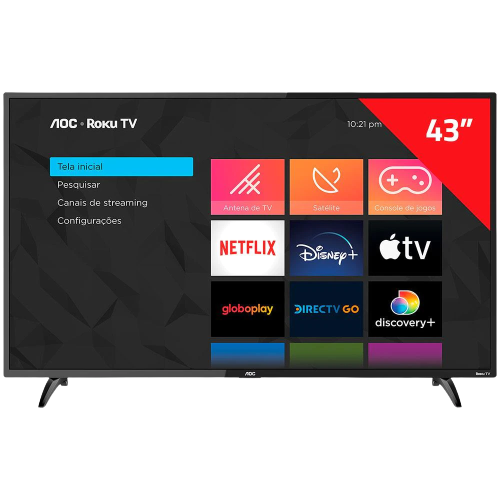 AOC • Roku TV
10:21 pm
43"
Tela inicial
Pesquisar
Canais de streaming
Configurações
Antena de TV
Satélite
Console de jogos
NETFLIX
Disney+
tv
globoplay
DIRECTV GO
discovery+
AOC
Roku TV